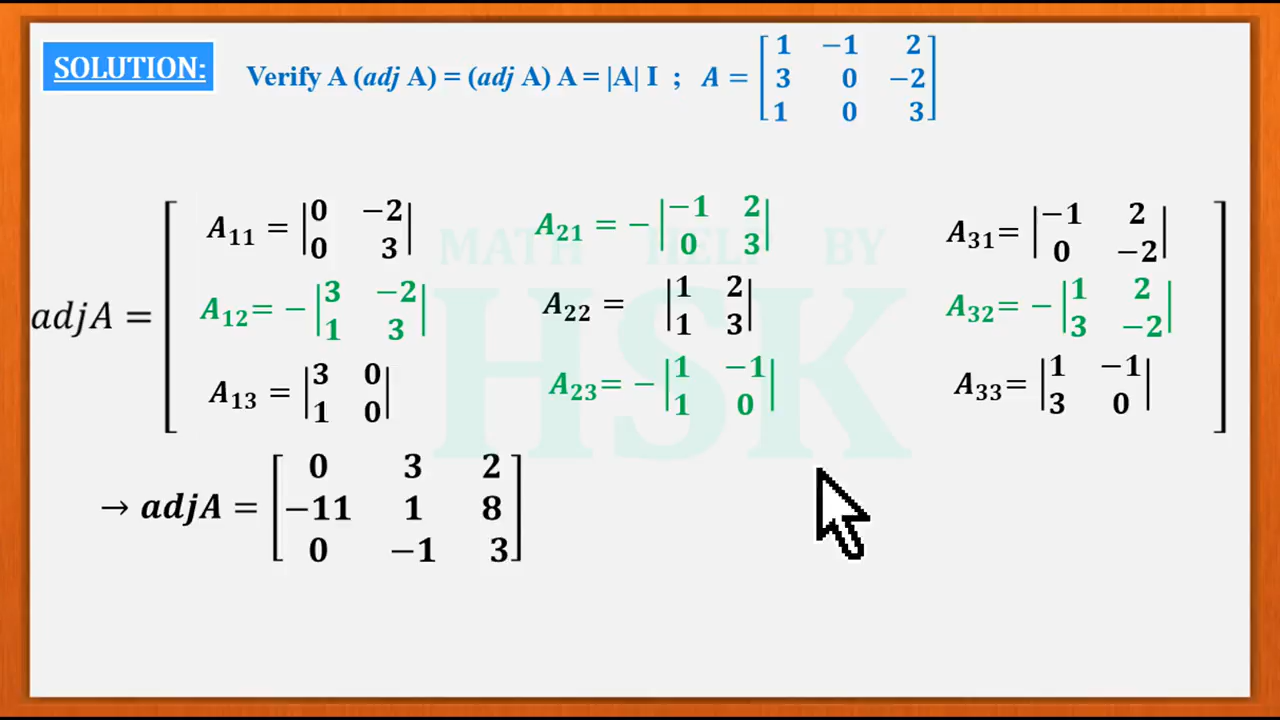 SOLUTION: Verify A (adj A) = (adj A) A = |A| I ; A = [1 −1 2
3 0 −2
1 0 3]
MATH HELP BY
HSK
adjA = [
A₁₁ = |0 −2
0 3| A₂₁ = − |−1 2
0 3| A₃₁= |−1 2
0 −2|
A₁₂= − |3 −2
1 3| A₂₂ = |1 2
1 3| A₃₂= − |1 2
3 −2|
A₁₃ = |3 0
1 0| A₂₃= − |1 −1
1 0| A₃₃= |1 −1
3 0| ]
→ adjA = [0 3 2
−11 1 8
0 −1 3]